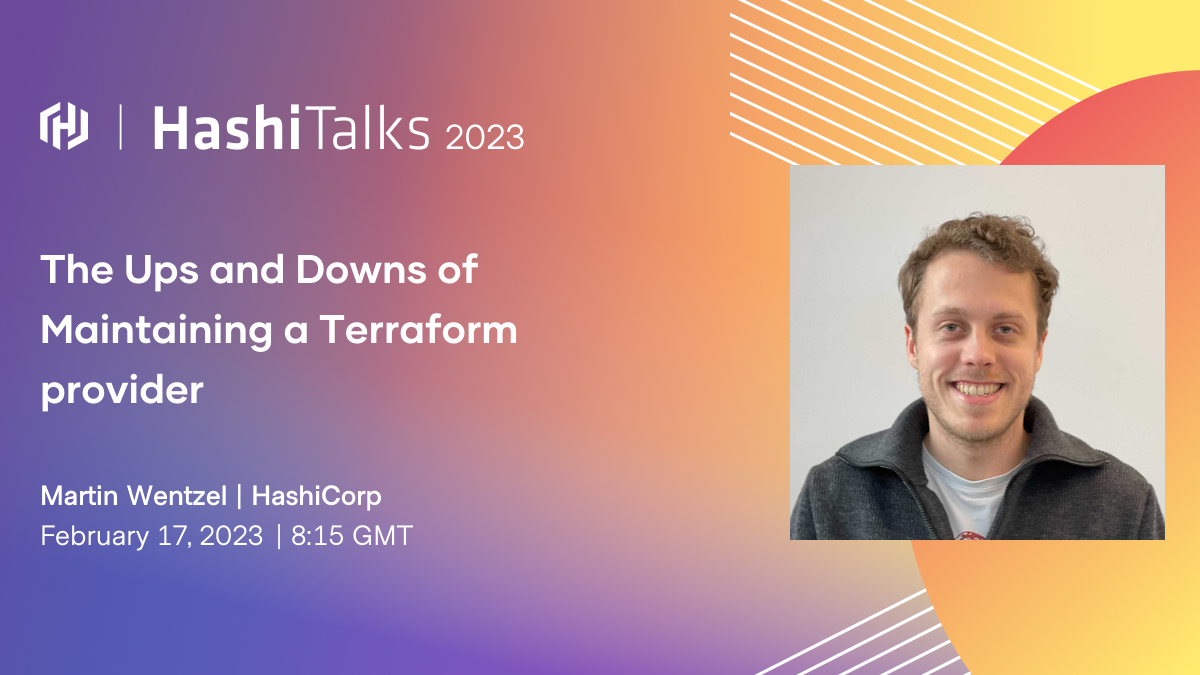 HashiTalks 2023
The Ups and Downs of
Maintaining a Terraform
provider
Martin Wentzel | HashiCorp
February 17, 2023 | 8:15 GMT